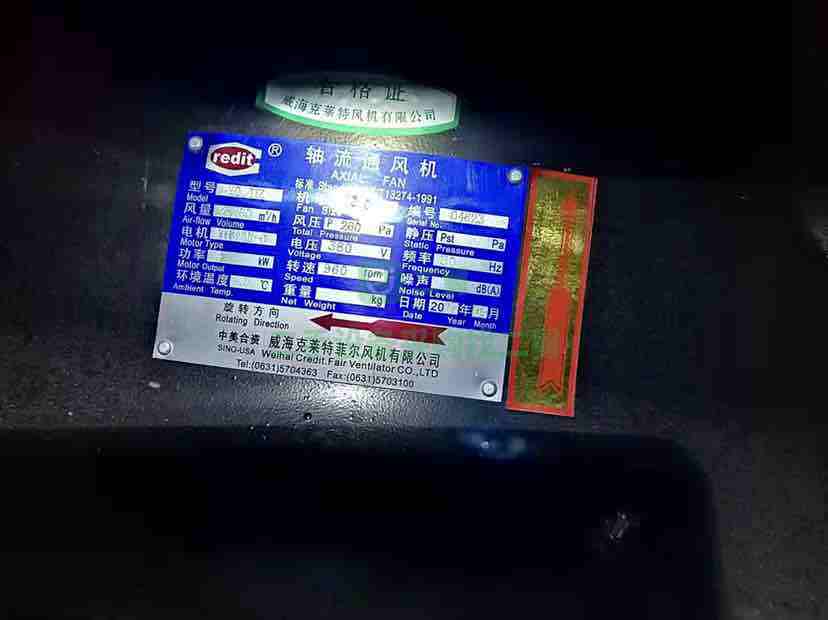 合格证
威海克莱特风机有限公司
redit ®
轴流通风机
AXIAL FAN
标准 13274-1991
型号 Model
风量 m³/h
Air-flow Volume
电机
Motor Type
功率 kW
Motor Output
环境温度 ℃
Ambient Temp.
机
Fan Size
风压 P 260 Pa
Total Pressure
电压 380 V
Voltage
转速 960 rpm
Speed
重量 kg
Net Weight
编号 04623
Serial No.
静压 Pst Pa
Static Pressure
频率 Hz
Frequency
噪声 dB(A)
Noise Level
日期 20 年 月
Date Year Month
旋转方向
Rotating Direction
中美合资 威海克莱特菲尔风机有限公司
SINO-USA Weihai Credit.Fair Ventilator CO.,LTD
Tel:(0631)5704363 Fax:(0631)5703100